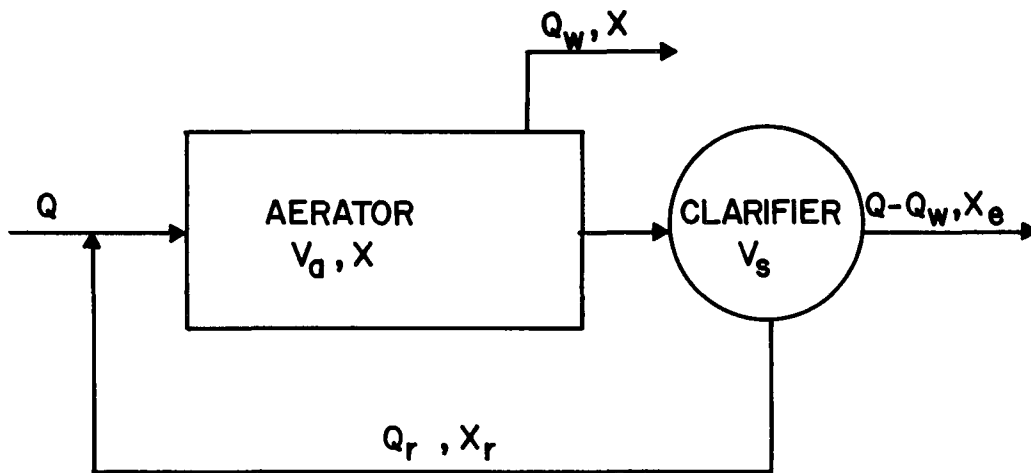 Q_w, X
Q
AERATOR
V_a, X
CLARIFIER
V_s
Q-Q_w, X_e
Q_r, X_r